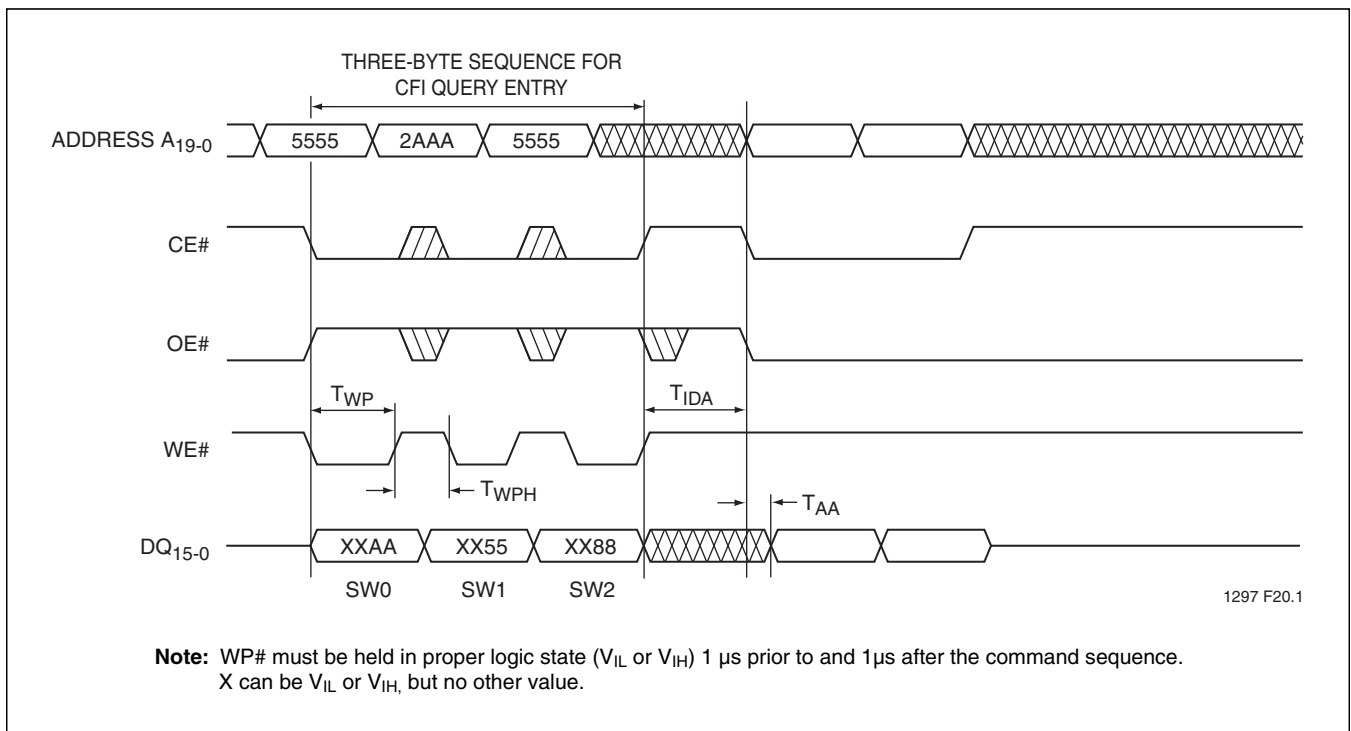 THREE-BYTE SEQUENCE FOR
CFI QUERY ENTRY
ADDRESS A19-0
5555
2AAA
5555
CE#
OE#
TWP
TIDA
WE#
TWPH
TAA
DQ15-0
XXAA
XX55
XX88
SW0
SW1
SW2
1297 F20.1
Note: WP# must be held in proper logic state (VIL or VIH) 1 µs prior to and 1µs after the command sequence.
X can be VIL or VIH, but no other value.